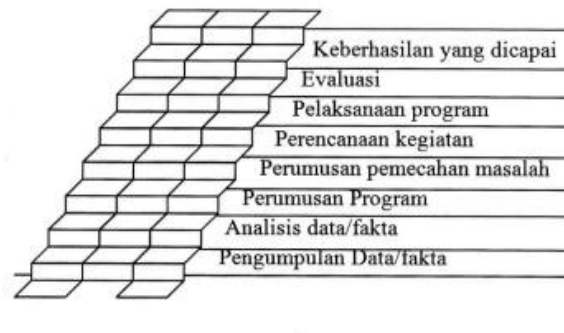 Keberhasilan yang dicapai
Evaluasi
Pelaksanaan program
Perencanaan kegiatan
Perumusan pemecahan masalah
Perumusan Program
Analisis data/fakta
Pengumpulan Data/fakta